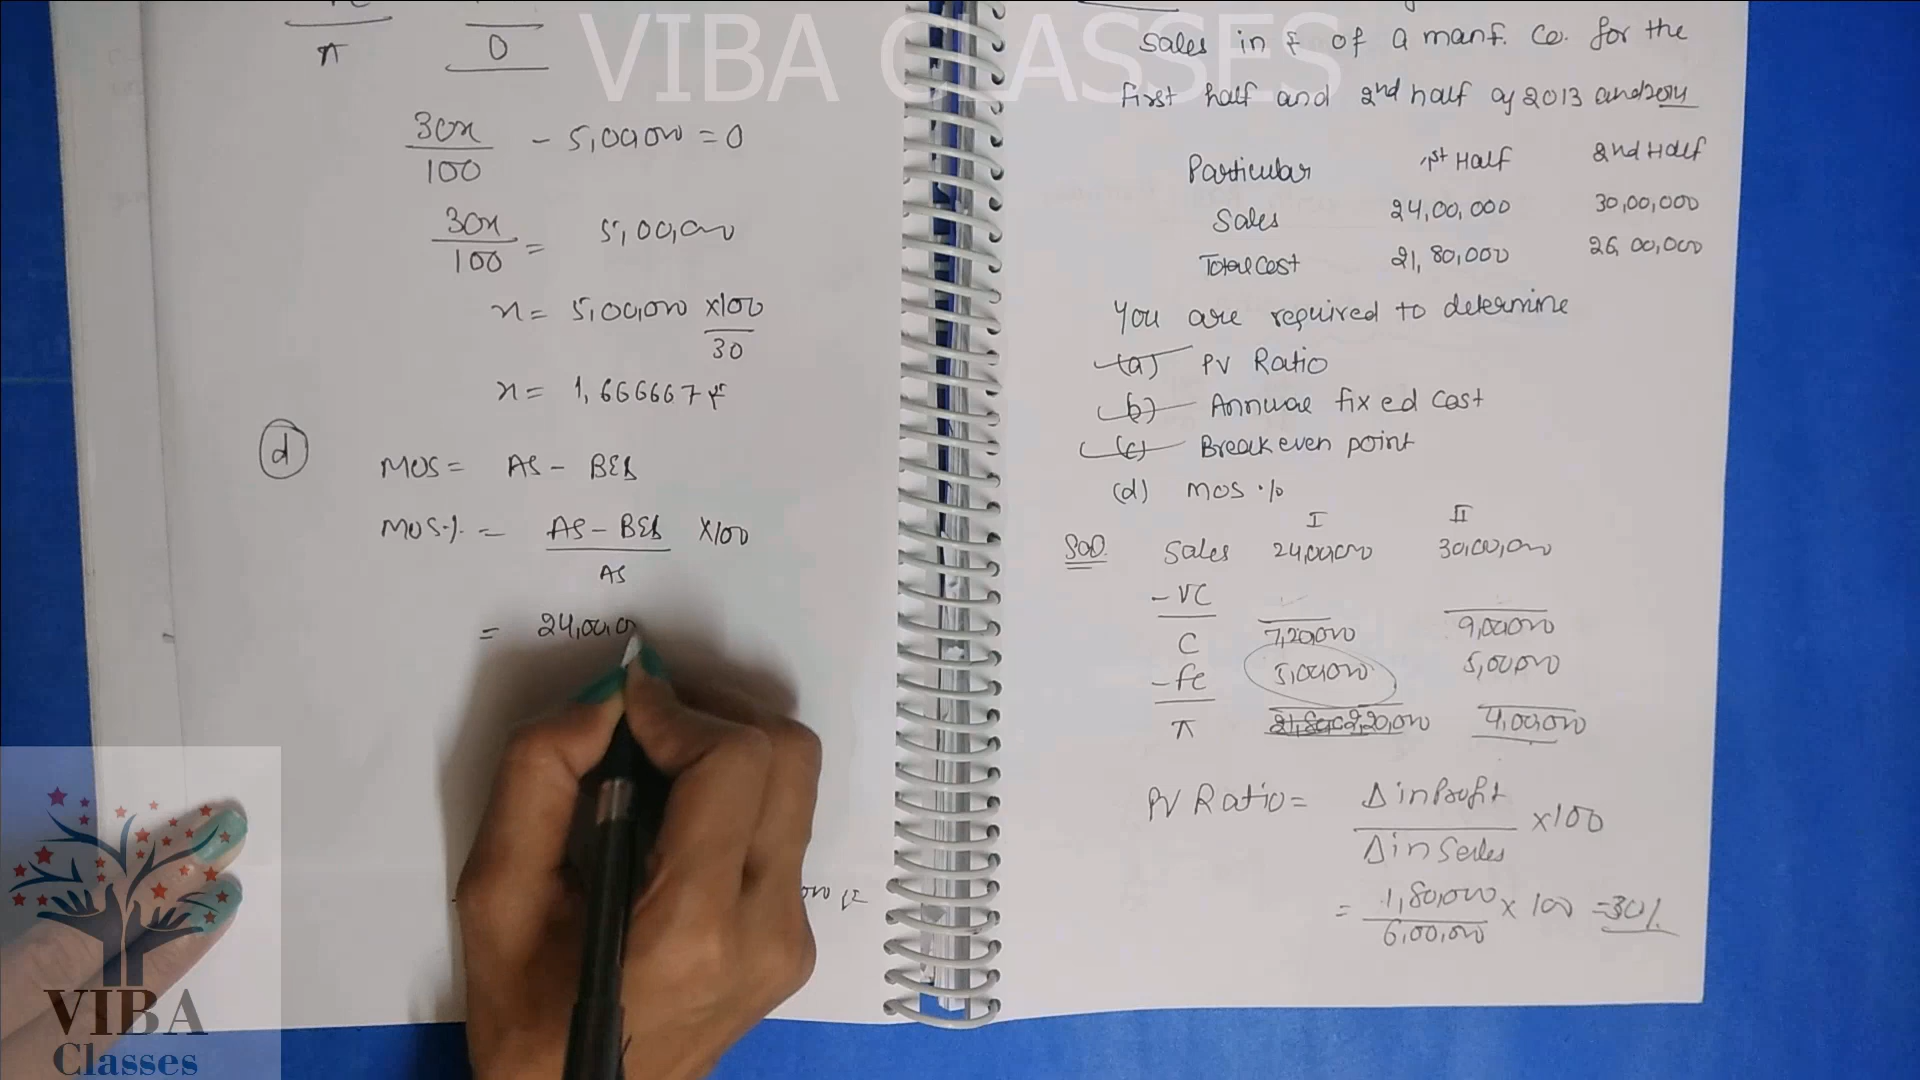 VIBA CLASSES
π 0
30x/100 - 5,00,000 = 0
30x/100 = 5,00,000
x = 5,00,000 x100/30
x = 1,666667 ₹
(d) MOS = AS - BES
MOS% = AS - BES/AS X100
= 24,00,0
Sales in ₹ of a manf. Co. for the
first half and 2nd half of 2013 and 2014
Particular 1st Half 2nd Half
Sales 24,00,000 30,00,000
Total Cost 21,80,000 26,00,000
You are required to determine
(a) PV Ratio
(b) Annual fixed Cost
(c) Break even point
(d) MOS %
I II
Sol. Sales 24,00,000 30,00,000
- VC
C 7,20,000 9,00,000
- FC 5,00,000 5,00,000
π 2,20,000 4,00,000
PV Ratio = Δ in Profit/Δ in Sales x100
= 1,80,000/6,00,000 x 100 = 30%
VIBA
Classes